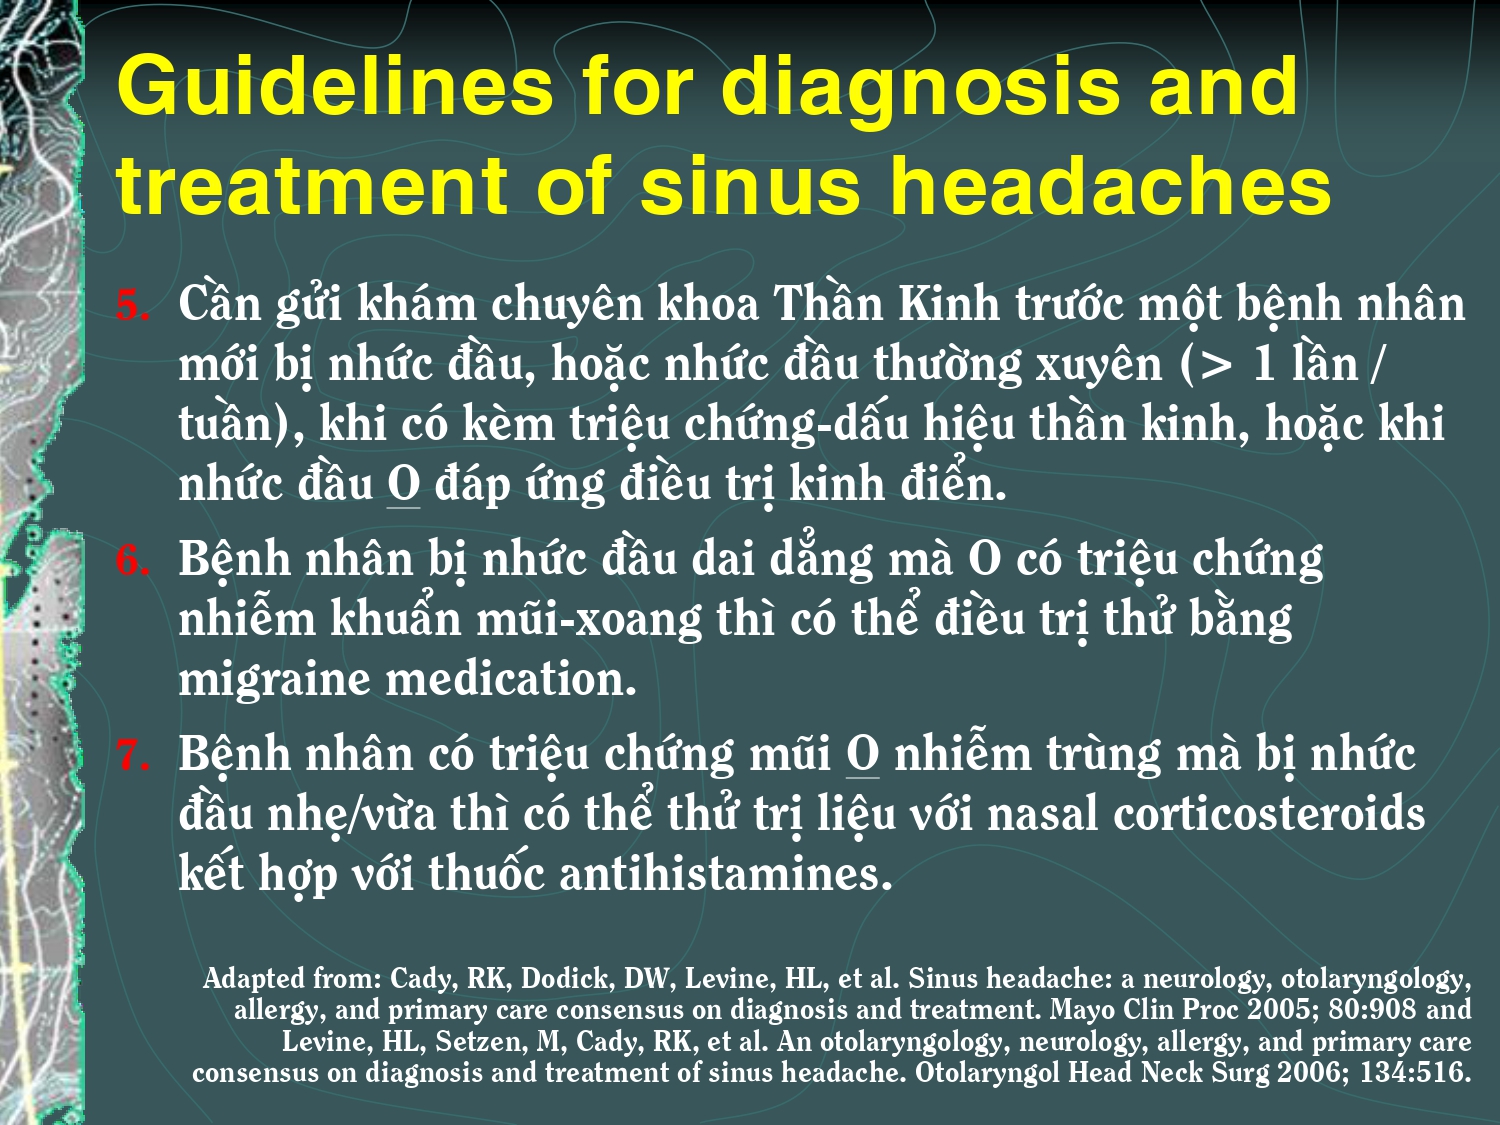 Guidelines for diagnosis and
treatment of sinus headaches
5. Cần gửi khám chuyên khoa Thần Kinh trước một bệnh nhân
mới bị nhức đầu, hoặc nhức đầu thường xuyên (> 1 lần /
tuần), khi có kèm triệu chứng-dấu hiệu thần kinh, hoặc khi
nhức đầu O đáp ứng điều trị kinh điển.
6. Bệnh nhân bị nhức đầu dai dẳng mà O có triệu chứng
nhiễm khuẩn mũi-xoang thì có thể điều trị thử bằng
migraine medication.
7. Bệnh nhân có triệu chứng mũi O nhiễm trùng mà bị nhức
đầu nhẹ/vừa thì có thể thử trị liệu với nasal corticosteroids
kết hợp với thuốc antihistamines.
Adapted from: Cady, RK, Dodick, DW, Levine, HL, et al. Sinus headache: a neurology, otolaryngology,
allergy, and primary care consensus on diagnosis and treatment. Mayo Clin Proc 2005; 80:908 and
Levine, HL, Setzen, M, Cady, RK, et al. An otolaryngology, neurology, allergy, and primary care
consensus on diagnosis and treatment of sinus headache. Otolaryngol Head Neck Surg 2006; 134:516.